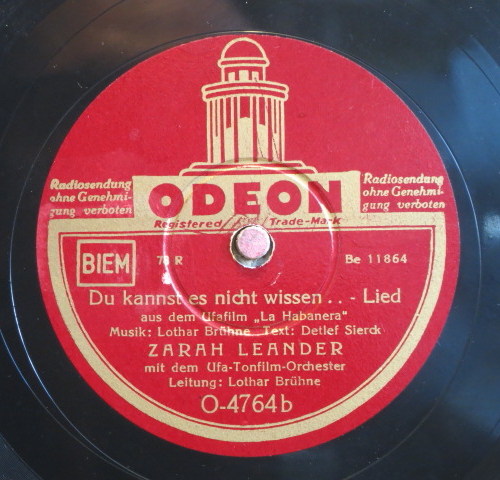 Radiosendung
ohne Genehmi-
gung verboten
ODEON
Registered Trade-Mark
Radiosendung
ohne Genehmi-
gung verboten
BIEM
78 R
Be 11864
Du kannst es nicht wissen . . - Lied
aus dem Ufafilm „La Habanera"
Musik: Lothar Brühne Text: Detlef Sierck
ZARAH LEANDER
mit dem Ufa-Tonfilm-Orchester
Leitung: Lothar Brühne
O-4764b